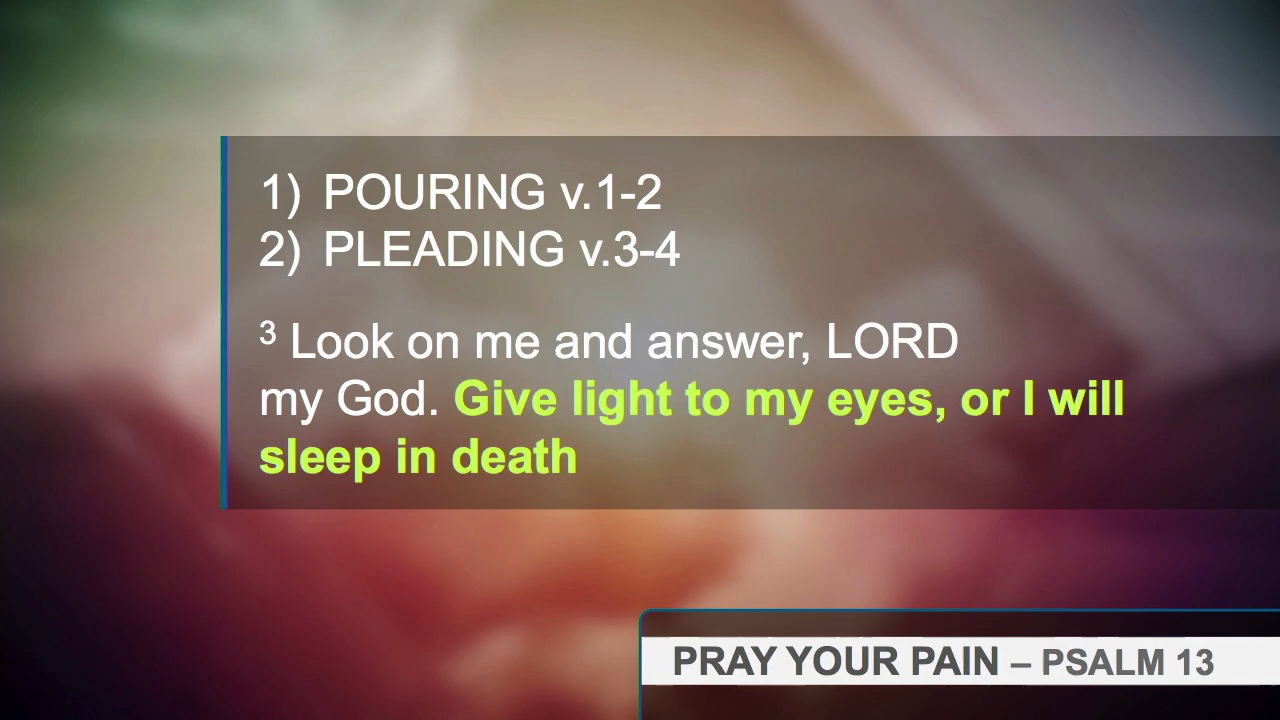 1) POURING v.1-2
2) PLEADING v.3-4
³ Look on me and answer, LORD
my God. Give light to my eyes, or I will
sleep in death
PRAY YOUR PAIN – PSALM 13